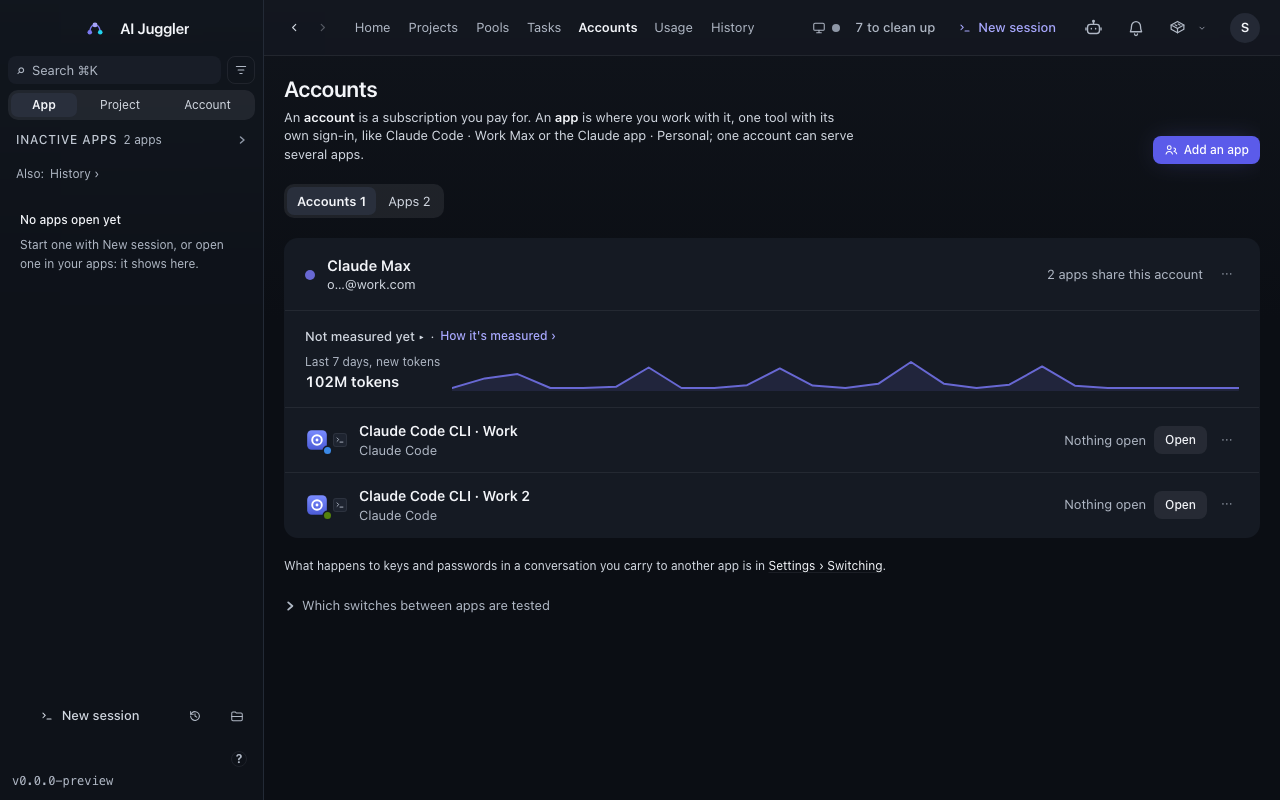 AI Juggler
Search ⌘K
App Project Account
INACTIVE APPS 2 apps
Also: History ›
No apps open yet
Start one with New session, or open
one in your apps: it shows here.
New session
?
v0.0.0-preview
Home Projects Pools Tasks Accounts Usage History
7 to clean up
New session
S
Accounts
An account is a subscription you pay for. An app is where you work with it, one tool with its
own sign-in, like Claude Code · Work Max or the Claude app · Personal; one account can serve
several apps.
Add an app
Accounts 1 Apps 2
Claude Max
o...@work.com
2 apps share this account ···
Not measured yet ▸ · How it's measured ›
Last 7 days, new tokens
102M tokens
Claude Code CLI · Work
Claude Code
Nothing open Open ···
Claude Code CLI · Work 2
Claude Code
Nothing open Open ···
What happens to keys and passwords in a conversation you carry to another app is in Settings › Switching.
Which switches between apps are tested